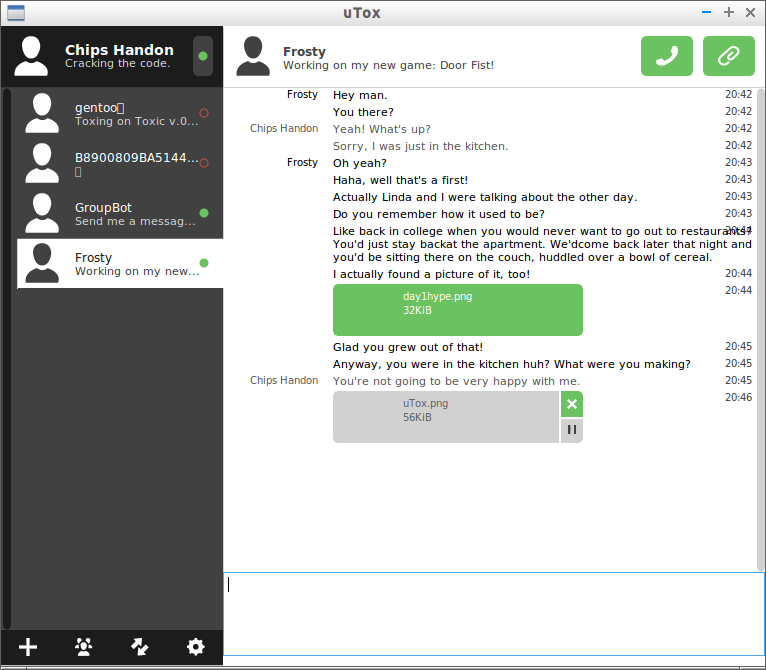 uTox
Chips Handon
Cracking the code.
gentoo
Toxing on Toxic v.0...
B8900809BA5144...
GroupBot
Send me a messag...
Frosty
Working on my new...
Frosty
Working on my new game: Door Fist!
Frosty Hey man. 20:42
You there? 20:42
Chips Handon Yeah! What's up? 20:42
Sorry, I was just in the kitchen. 20:42
Frosty Oh yeah? 20:43
Haha, well that's a first! 20:43
Actually Linda and I were talking about the other day. 20:43
Do you remember how it used to be? 20:43
Like back in college when you would never want to go out to restaurants? 20:44
You'd just stay backat the apartment. We'dcome back later that night and
you'd be sitting there on the couch, huddled over a bowl of cereal.
I actually found a picture of it, too! 20:44
day1hype.png 20:44
32KiB
Glad you grew out of that! 20:45
Anyway, you were in the kitchen huh? What were you making? 20:45
Chips Handon You're not going to be very happy with me. 20:45
uTox.png 20:46
56KiB